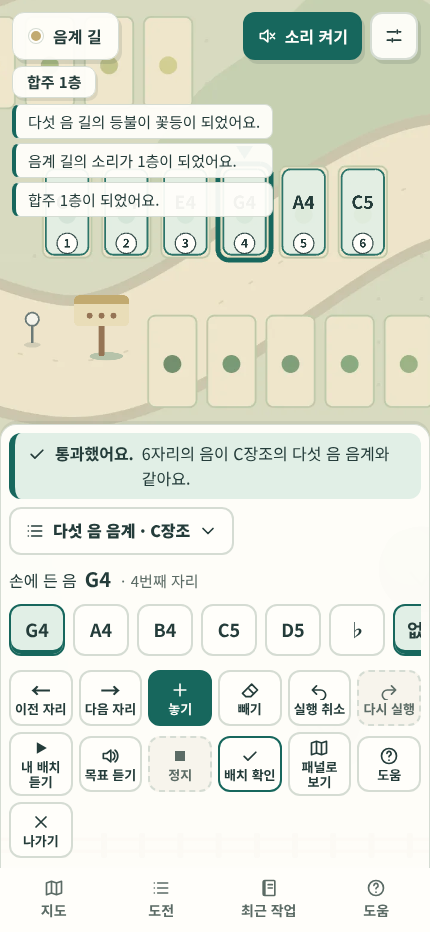 음계 길
소리 켜기
합주 1층
다섯 음 길의 등불이 꽃등이 되었어요.
음계 길의 소리가 1층이 되었어요.
합주 1층이 되었어요.
E4 G4 A4 C5
1 2 3 4 5 6
통과했어요. 6자리의 음이 C장조의 다섯 음 음계와
같아요.
다섯 음 음계 · C장조
손에 든 음 G4 · 4번째 자리
G4 A4 B4 C5 D5 ♭
이전 자리 다음 자리 놓기 빼기 실행 취소 다시 실행
내 배치
듣기
목표 듣기 정지 배치 확인
패널로
보기
도움
나가기
지도 도전 최근 작업 도움